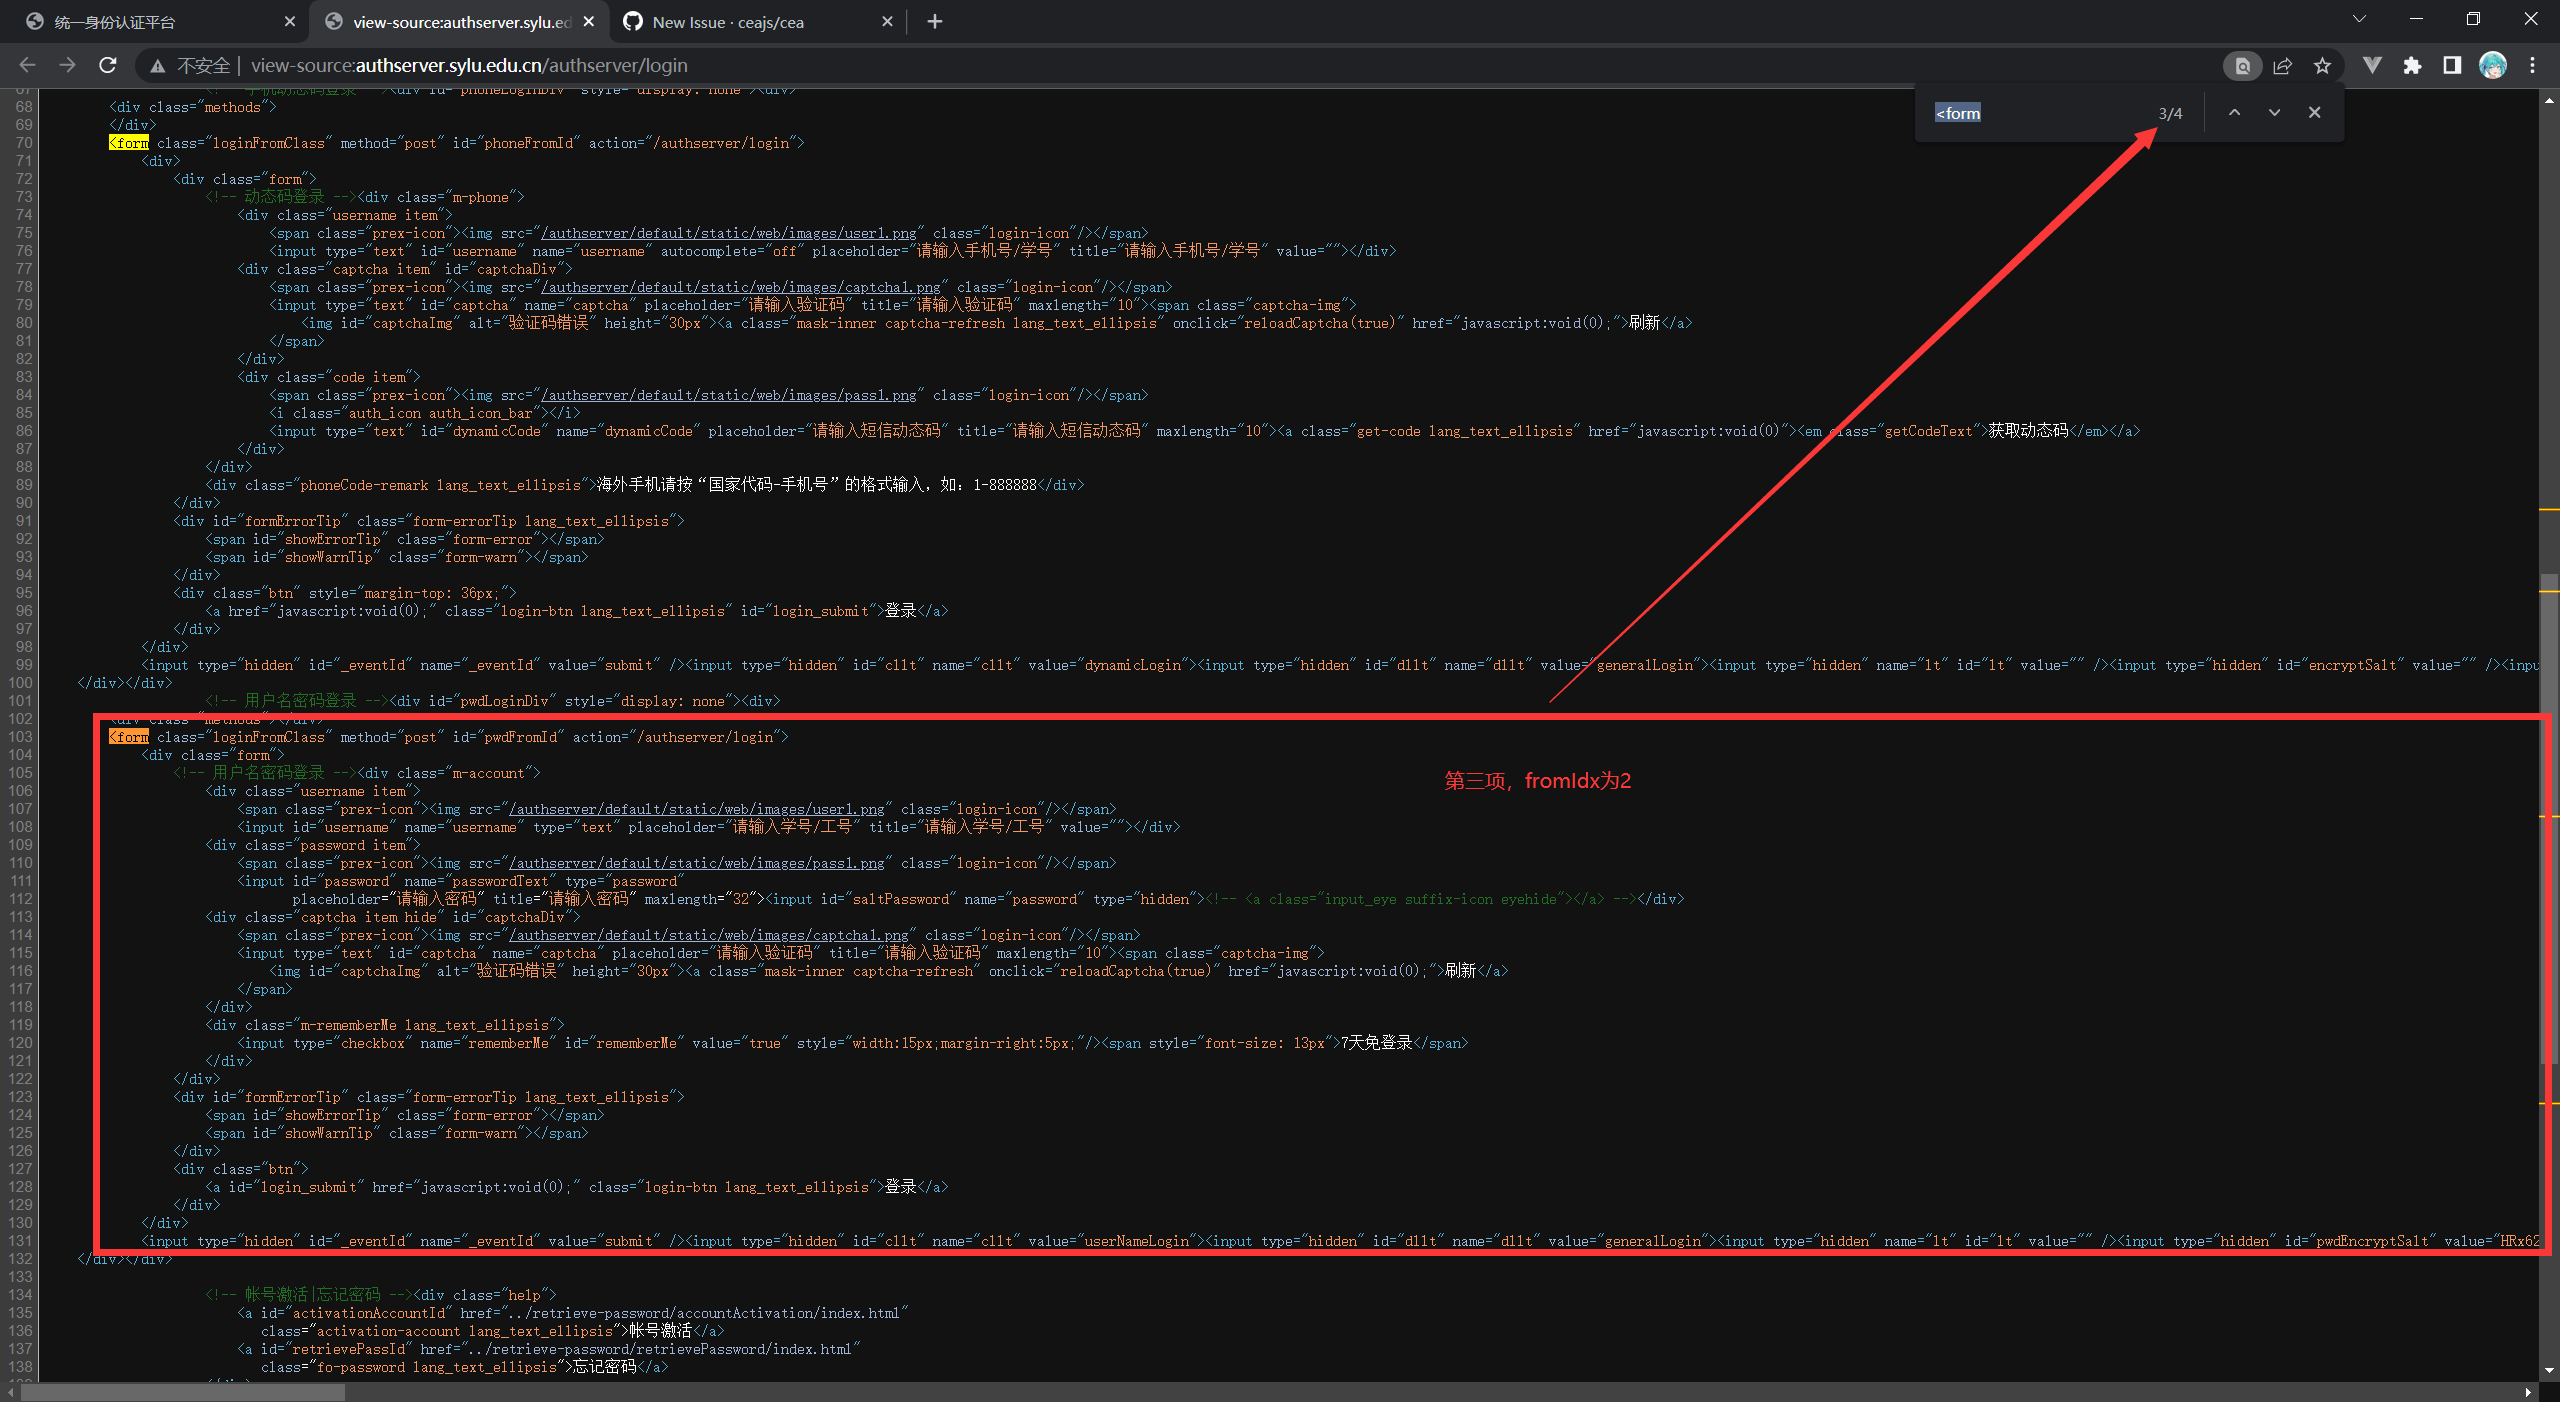 统一身份认证平台
view-source:authserver.sylu.ed
New Issue · ceajs/cea
不安全 | view-source:authserver.sylu.edu.cn/authserver/login
<form 3/4
67 <!-- 手机动态码登录 --><div id="phoneLoginDiv" style="display: none"><div>
68 <div class="methods">
69 </div>
70 <form class="loginFromClass" method="post" id="phoneFromId" action="/authserver/login">
71 <div>
72 <div class="form">
73 <!-- 动态码登录 --><div class="m-phone">
74 <div class="username item">
75 <span class="prex-icon"><img src="/authserver/default/static/web/images/user1.png" class="login-icon"/></span>
76 <input type="text" id="username" name="username" autocomplete="off" placeholder="请输入手机号/学号" title="请输入手机号/学号" value=""></div>
77 <div class="captcha item" id="captchaDiv">
78 <span class="prex-icon"><img src="/authserver/default/static/web/images/captcha1.png" class="login-icon"/></span>
79 <input type="text" id="captcha" name="captcha" placeholder="请输入验证码" title="请输入验证码" maxlength="10"><span class="captcha-img">
80 <img id="captchaImg" alt="验证码错误" height="30px"><a class="mask-inner captcha-refresh lang_text_ellipsis" onclick="reloadCaptcha(true)" href="javascript:void(0);">刷新</a>
81 </span>
82 </div>
83 <div class="code item">
84 <span class="prex-icon"><img src="/authserver/default/static/web/images/pass1.png" class="login-icon"/></span>
85 <i class="auth_icon auth_icon_bar"></i>
86 <input type="text" id="dynamicCode" name="dynamicCode" placeholder="请输入短信动态码" title="请输入短信动态码" maxlength="10"><a class="get-code lang_text_ellipsis" href="javascript:void(0)"><em class="getCodeText">获取动态码</em></a>
87 </div>
88 </div>
89 <div class="phoneCode-remark lang_text_ellipsis">海外手机请按“国家代码-手机号”的格式输入，如：1-888888</div>
90 </div>
91 <div id="formErrorTip" class="form-errorTip lang_text_ellipsis">
92 <span id="showErrorTip" class="form-error"></span>
93 <span id="showWarnTip" class="form-warn"></span>
94 </div>
95 <div class="btn" style="margin-top: 36px;">
96 <a href="javascript:void(0);" class="login-btn lang_text_ellipsis" id="login_submit">登录</a>
97 </div>
98 </div>
99 <input type="hidden" id="_eventId" name="_eventId" value="submit" /><input type="hidden" id="cllt" name="cllt" value="dynamicLogin"><input type="hidden" id="dllt" name="dllt" value="generalLogin"><input type="hidden" name="lt" id="lt" value="" /><input type="hidden" id="encryptSalt" value="" /><inpu
100 </div></div>
101 <!-- 用户名密码登录 --><div id="pwdLoginDiv" style="display: none"><div>
102 <div class="methods"></div>
103 <form class="loginFromClass" method="post" id="pwdFromId" action="/authserver/login">
104 <div class="form">
105 <!-- 用户名密码登录 --><div class="m-account">
第三项，fromIdx为2
106 <div class="username item">
107 <span class="prex-icon"><img src="/authserver/default/static/web/images/user1.png" class="login-icon"/></span>
108 <input id="username" name="username" type="text" placeholder="请输入学号/工号" title="请输入学号/工号" value=""></div>
109 <div class="password item">
110 <span class="prex-icon"><img src="/authserver/default/static/web/images/pass1.png" class="login-icon"/></span>
111 <input id="password" name="passwordText" type="password"
112 placeholder="请输入密码" title="请输入密码" maxlength="32"><input id="saltPassword" name="password" type="hidden"><!-- <a class="input_eye suffix-icon eyehide"></a> --></div>
113 <div class="captcha item hide" id="captchaDiv">
114 <span class="prex-icon"><img src="/authserver/default/static/web/images/captcha1.png" class="login-icon"/></span>
115 <input type="text" id="captcha" name="captcha" placeholder="请输入验证码" title="请输入验证码" maxlength="10"><span class="captcha-img">
116 <img id="captchaImg" alt="验证码错误" height="30px"><a class="mask-inner captcha-refresh" onclick="reloadCaptcha(true)" href="javascript:void(0);">刷新</a>
117 </span>
118 </div>
119 <div class="m-rememberMe lang_text_ellipsis">
120 <input type="checkbox" name="rememberMe" id="rememberMe" value="true" style="width:15px;margin-right:5px;"/><span style="font-size: 13px">7天免登录</span>
121 </div>
122 </div>
123 <div id="formErrorTip" class="form-errorTip lang_text_ellipsis">
124 <span id="showErrorTip" class="form-error"></span>
125 <span id="showWarnTip" class="form-warn"></span>
126 </div>
127 <div class="btn">
128 <a id="login_submit" href="javascript:void(0);" class="login-btn lang_text_ellipsis">登录</a>
129 </div>
130 </div>
131 <input type="hidden" id="_eventId" name="_eventId" value="submit" /><input type="hidden" id="cllt" name="cllt" value="userNameLogin"><input type="hidden" id="dllt" name="dllt" value="generalLogin"><input type="hidden" name="lt" id="lt" value="" /><input type="hidden" id="pwdEncryptSalt" value="HRx62
132 </div></div>
133
134 <!-- 帐号激活|忘记密码 --><div class="help">
135 <a id="activationAccountId" href="../retrieve-password/accountActivation/index.html"
136 class="activation-account lang_text_ellipsis">帐号激活</a>
137 <a id="retrievePassId" href="../retrieve-password/retrievePassword/index.html"
138 class="fo-password lang_text_ellipsis">忘记密码</a>